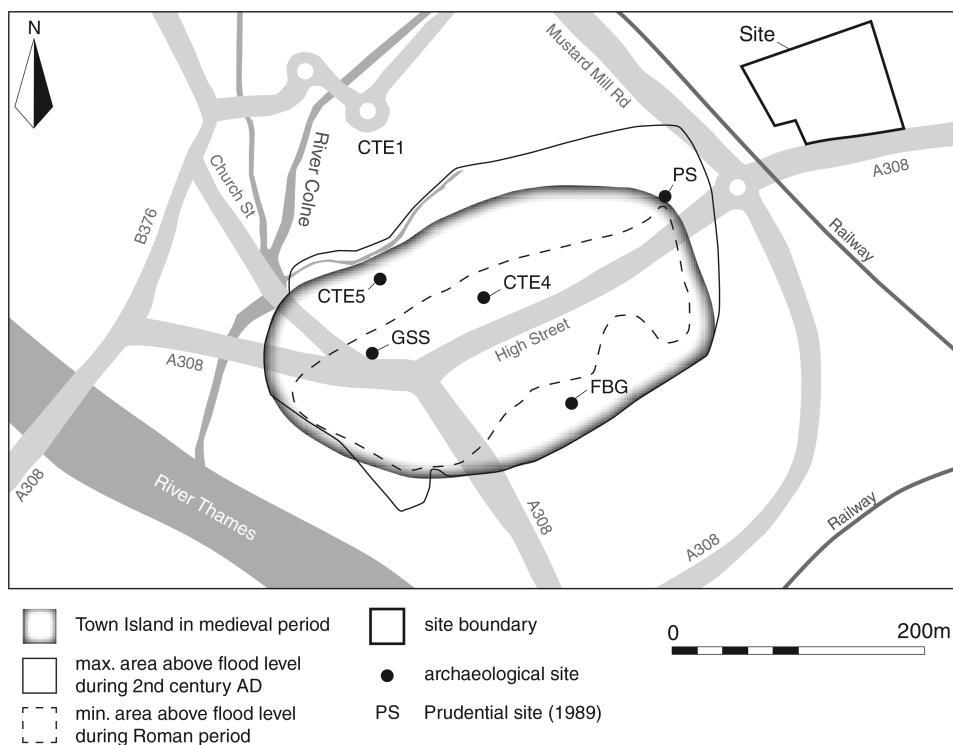 N
Mustard Mill Rd
Site
CTE1
River Colne
Church St
B376
PS
A308
Railway
CTE5
CTE4
GSS
High Street
A308
FBG
A308
River Thames
A308
A308
Railway
Town Island in medieval period
max. area above flood level
during 2nd century AD
min. area above flood level
during Roman period
site boundary
archaeological site
PS Prudential site (1989)
0 200m